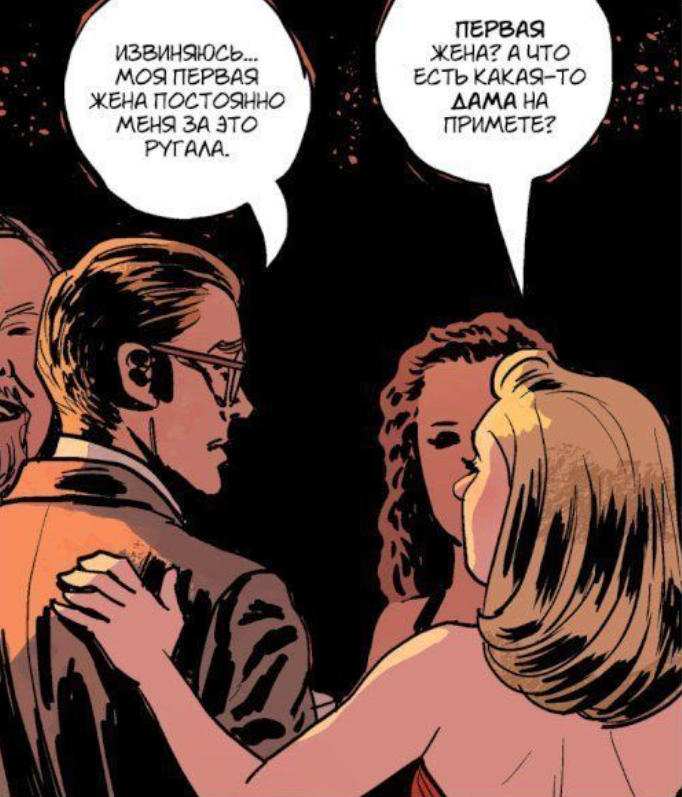 ИЗВИНЯЮСЬ...
МОЯ ПЕРВАЯ
ЖЕНА ПОСТОЯННО
МЕНЯ ЗА ЭТО
РУГАЛА.
ПЕРВАЯ
ЖЕНА? А ЧТО
ЕСТЬ КАКАЯ-ТО
ДАМА НА
ПРИМЕТЕ?